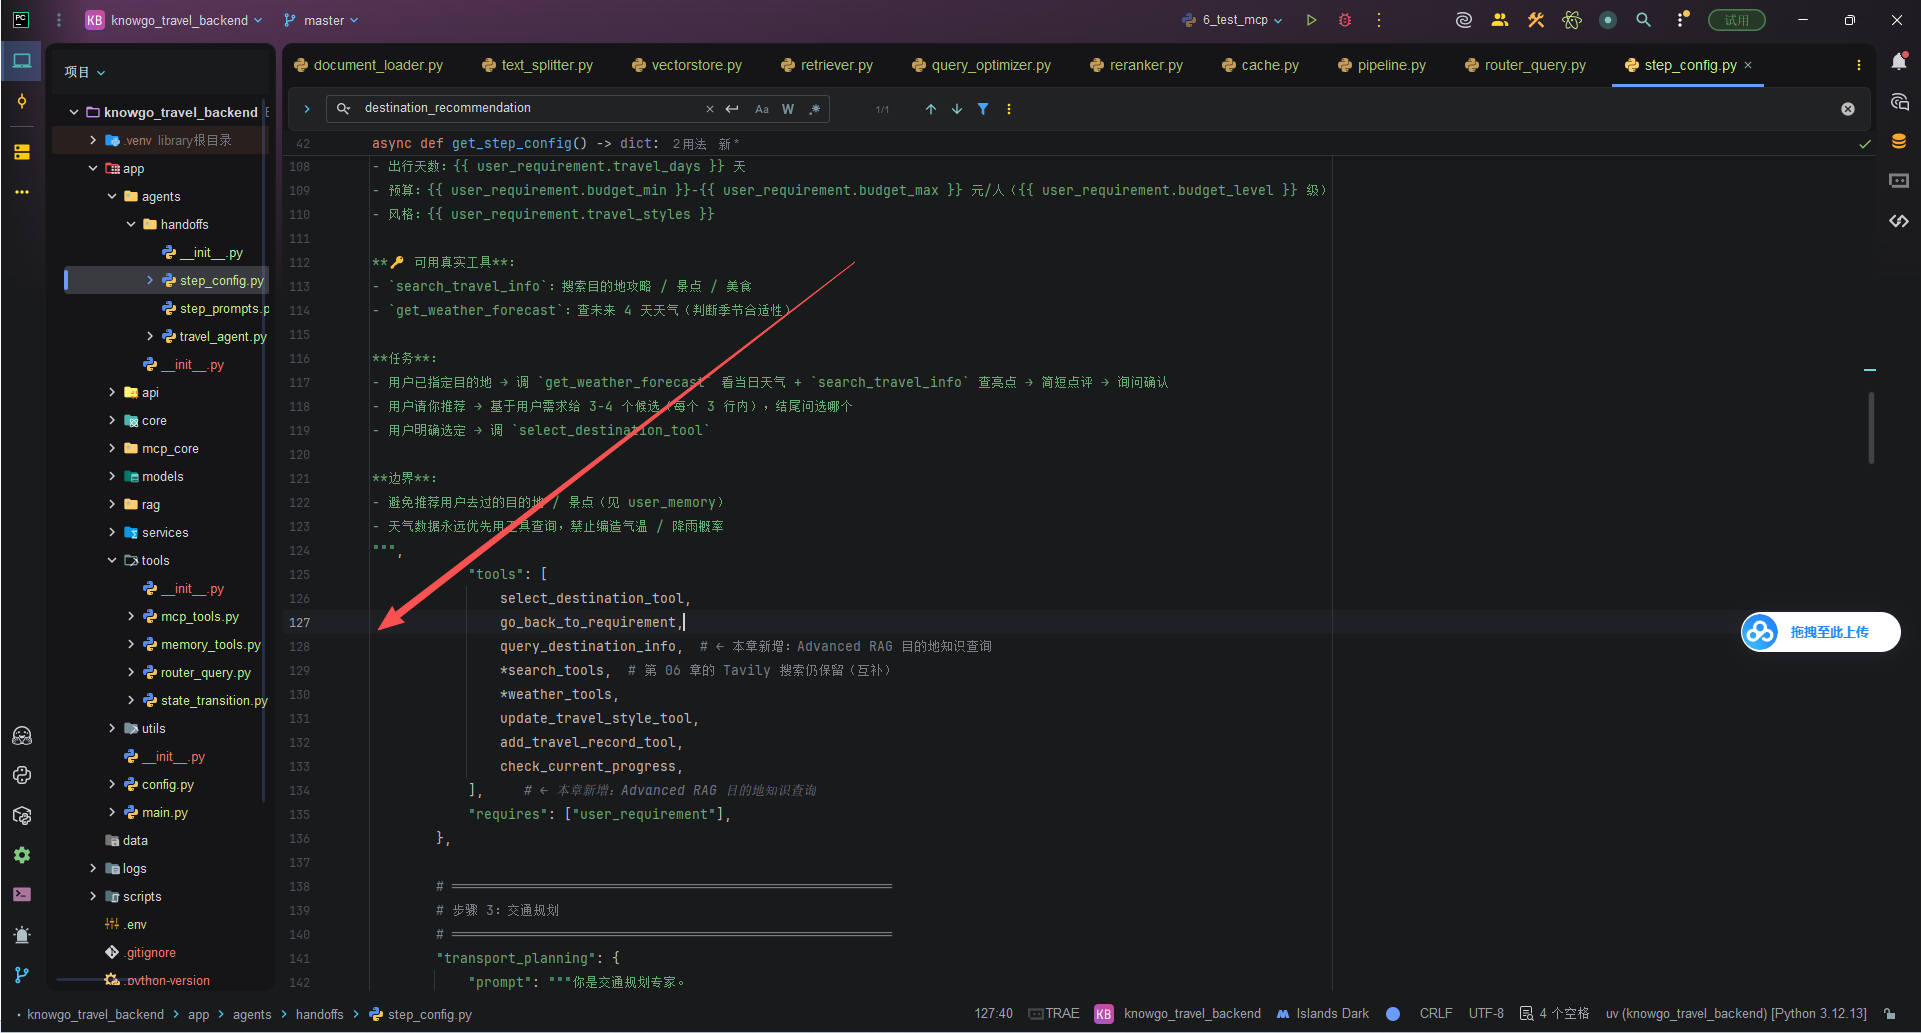 PC
KB knowgo_travel_backend master 6_test_mcp 试用
项目
knowgo_travel_backend
.venv library根目录
app
agents
handoffs
__init__.py
step_config.py
step_prompts.p
travel_agent.py
__init__.py
api
core
mcp_core
models
rag
services
tools
__init__.py
mcp_tools.py
memory_tools.py
router_query.py
state_transition.py
utils
__init__.py
config.py
main.py
data
logs
scripts
.env
.gitignore
.python-version
document_loader.py text_splitter.py vectorstore.py retriever.py query_optimizer.py reranker.py cache.py pipeline.py router_query.py step_config.py
destination_recommendation Aa W .* 1/1
42 async def get_step_config() -> dict: 2用法 新 *
108 - 出行天数：{{ user_requirement.travel_days }} 天
109 - 预算：{{ user_requirement.budget_min }}-{{ user_requirement.budget_max }} 元/人（{{ user_requirement.budget_level }} 级）
110 - 风格：{{ user_requirement.travel_styles }}
111
112 **🔑 可用真实工具**：
113 - `search_travel_info`：搜索目的地攻略 / 景点 / 美食
114 - `get_weather_forecast`：查未来 4 天天气（判断季节合适性）
115
116 **任务**：
117 - 用户已指定目的地 → 调 `get_weather_forecast` 看当日天气 + `search_travel_info` 查亮点 → 简短点评 → 询问确认
118 - 用户请你推荐 → 基于用户需求给 3-4 个候选（每个 3 行内），结尾问选哪个
119 - 用户明确选定 → 调 `select_destination_tool`
120
121 **边界**：
122 - 避免推荐用户去过的目的地 / 景点（见 user_memory）
123 - 天气数据永远优先用工具查询，禁止编造气温 / 降雨概率
124 """,
125 "tools": [
126 select_destination_tool,
127 go_back_to_requirement,
128 query_destination_info, # ← 本章新增：Advanced RAG 目的地知识查询
129 *search_tools, # 第 06 章的 Tavily 搜索仍保留（互补）
130 *weather_tools,
131 update_travel_style_tool,
132 add_travel_record_tool,
133 check_current_progress,
134 ], # ← 本章新增：Advanced RAG 目的地知识查询
135 "requires": ["user_requirement"],
136 },
137
138 # ═══════════════════════════════════════════════════════
139 # 步骤 3：交通规划
140 # ═══════════════════════════════════════════════════════
141 "transport_planning": {
142 "prompt": """你是交通规划专家。
拖拽至此上传
knowgo_travel_backend > app > agents > handoffs > step_config.py 127:40 TRAE KB knowgo_travel_backend Islands Dark CRLF UTF-8 4 个空格 uv (knowgo_travel_backend) [Python 3.12.13]